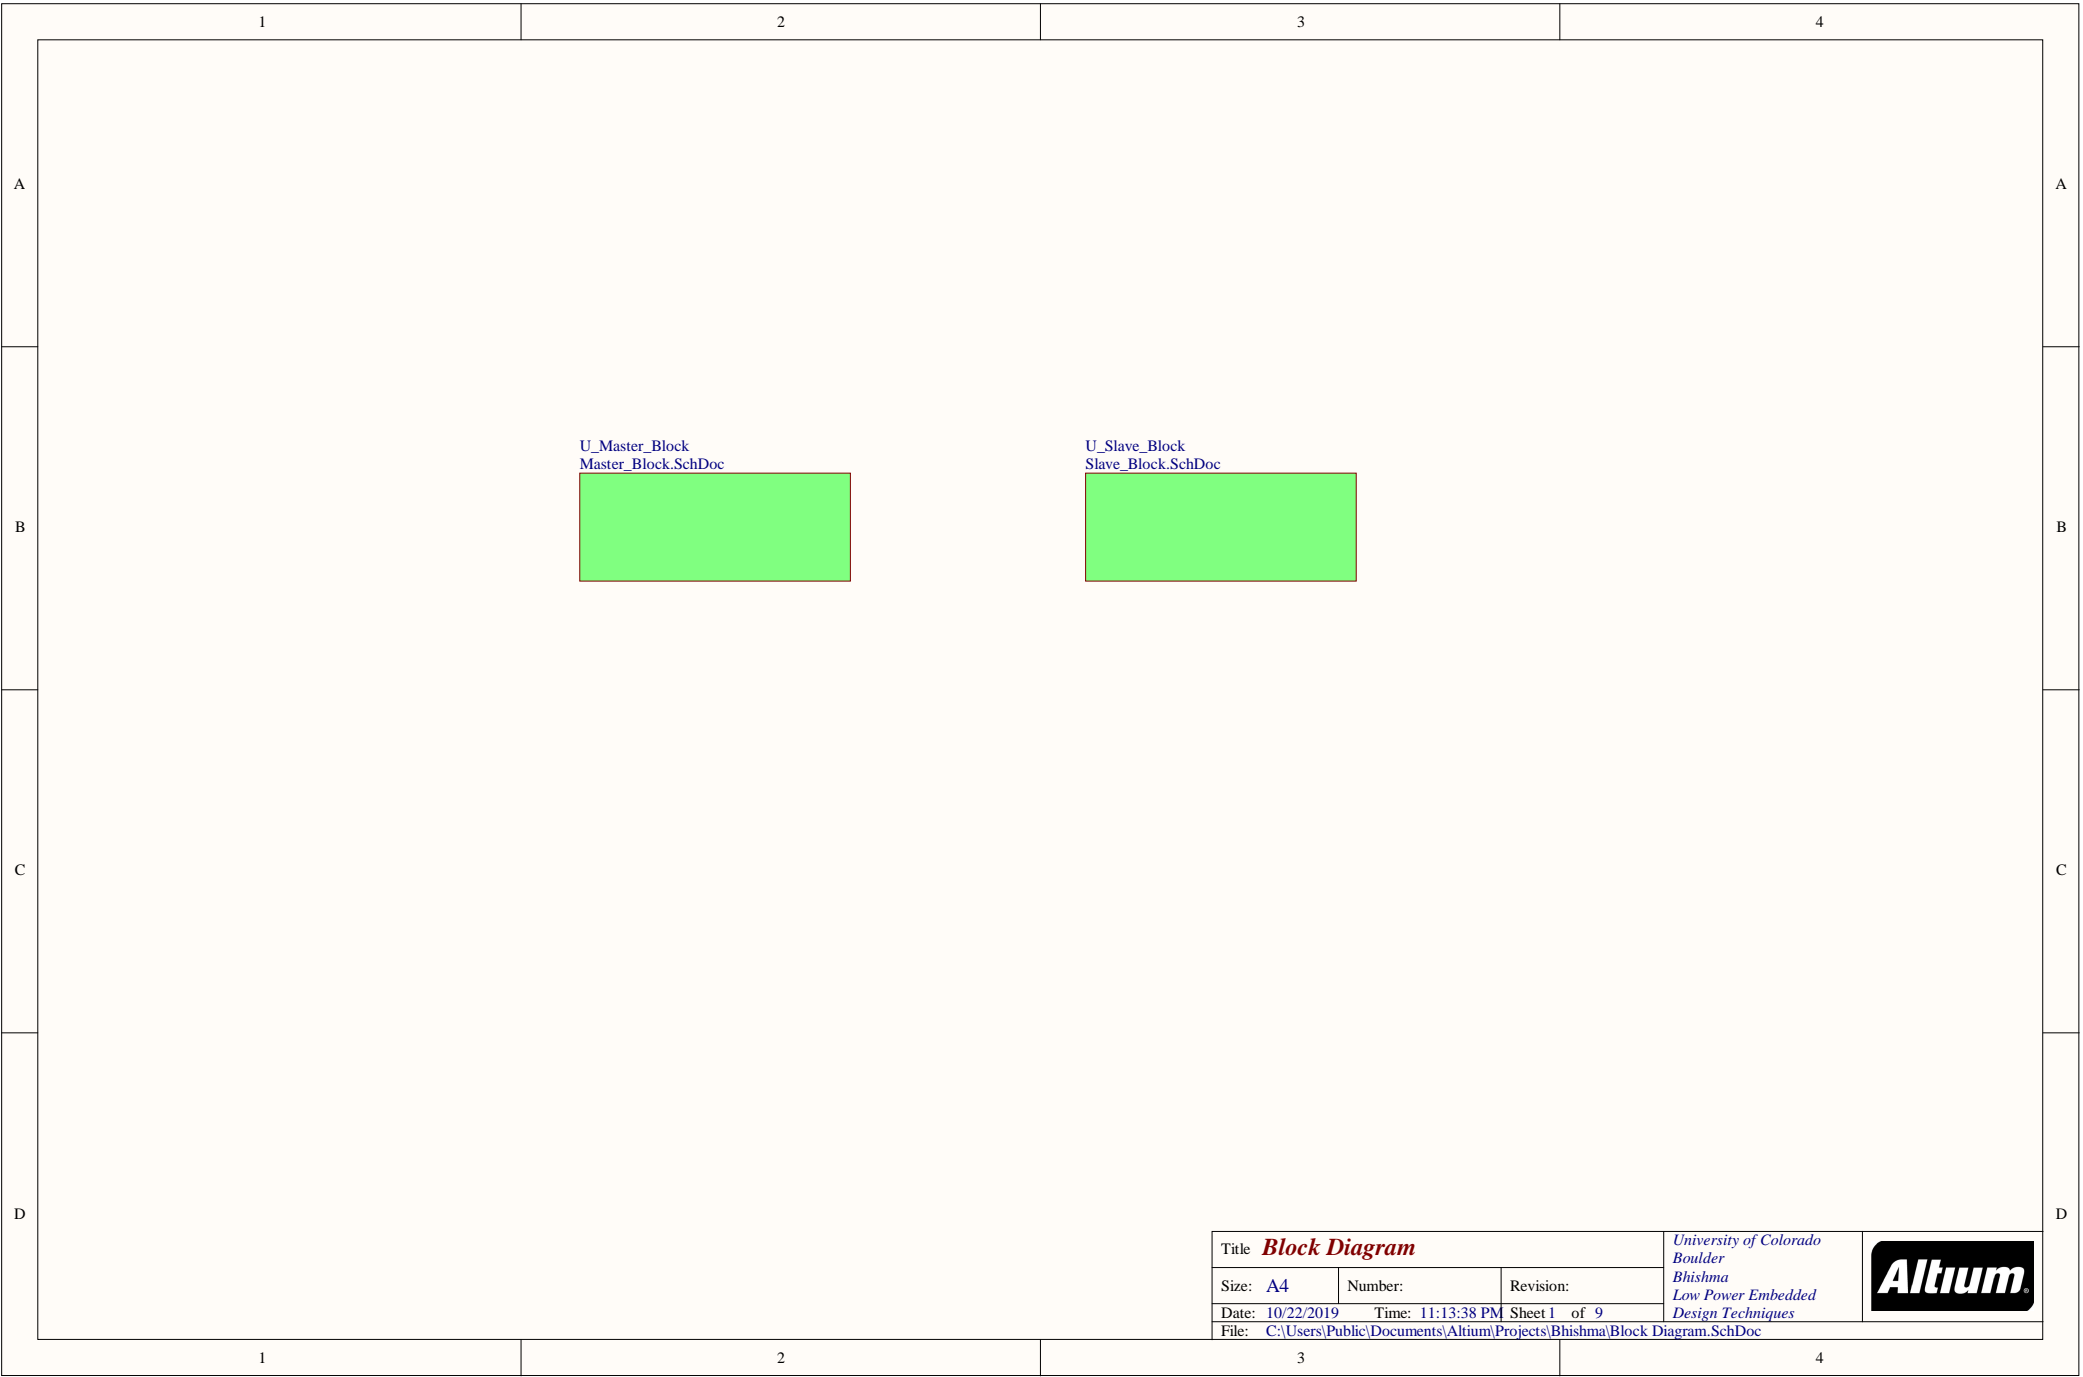 1 2 3 4
A A
U_Master_Block
Master_Block.SchDoc
U_Slave_Block
Slave_Block.SchDoc
B B
C C
D D
Title Block Diagram
Size: A4 Number: Revision:
Date: 10/22/2019 Time: 11:13:38 PM Sheet 1 of 9
File: C:\Users\Public\Documents\Altium\Projects\Bhishma\Block Diagram.SchDoc
University of Colorado
Boulder
Bhishma
Low Power Embedded
Design Techniques
Altium®
1 2 3 4